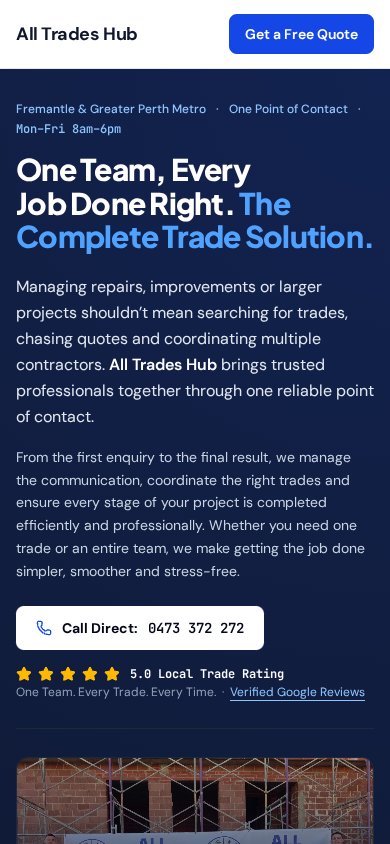 All Trades Hub
Get a Free Quote
Fremantle & Greater Perth Metro · One Point of Contact ·
Mon–Fri 8am–6pm
One Team, Every
Job Done Right. The
Complete Trade Solution.
Managing repairs, improvements or larger
projects shouldn’t mean searching for trades,
chasing quotes and coordinating multiple
contractors. All Trades Hub brings trusted
professionals together through one reliable point
of contact.
From the first enquiry to the final result, we manage
the communication, coordinate the right trades and
ensure every stage of your project is completed
efficiently and professionally. Whether you need one
trade or an entire team, we make getting the job done
simpler, smoother and stress-free.
Call Direct: 0473 372 272
5.0 Local Trade Rating
One Team. Every Trade. Every Time. · Verified Google Reviews
ALL